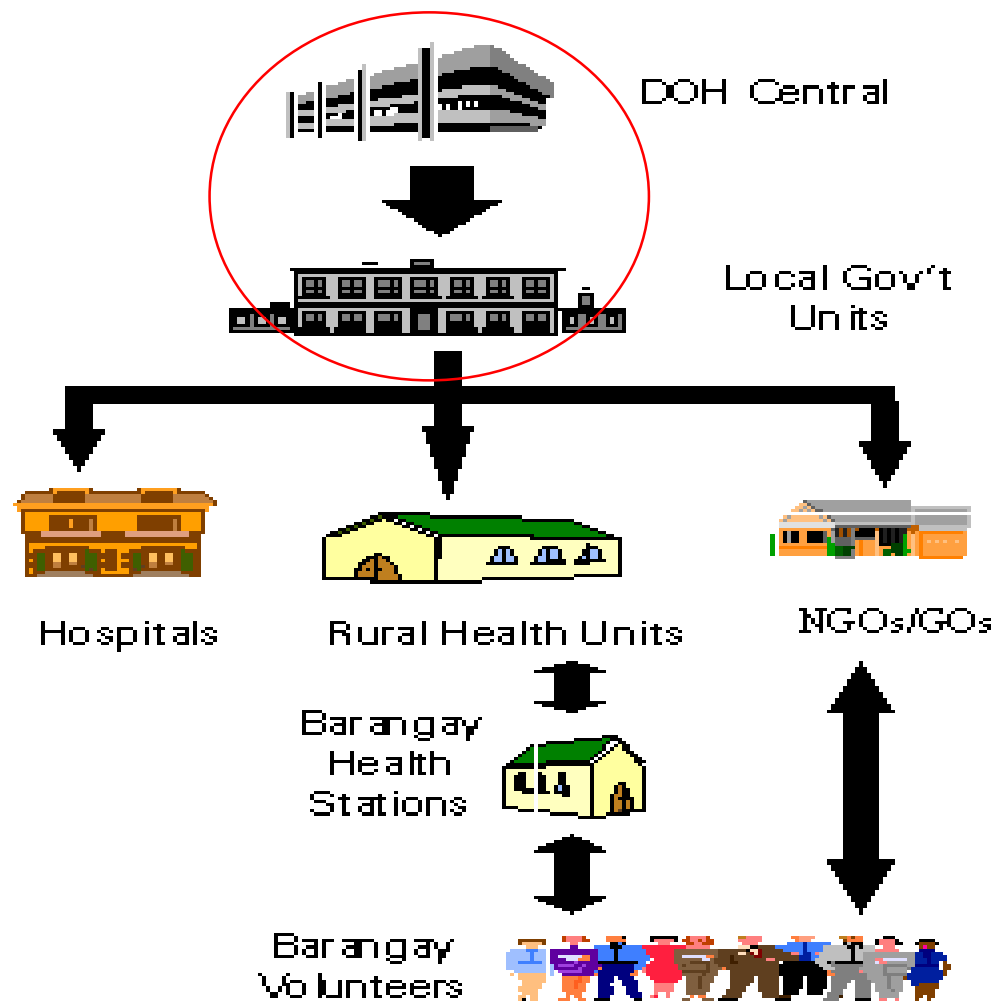 DOH Central
Local Gov't
Units
Hospitals
Rural Health Units
NGOs/GOs
Barangay
Health
Stations
Barangay
Volunteers